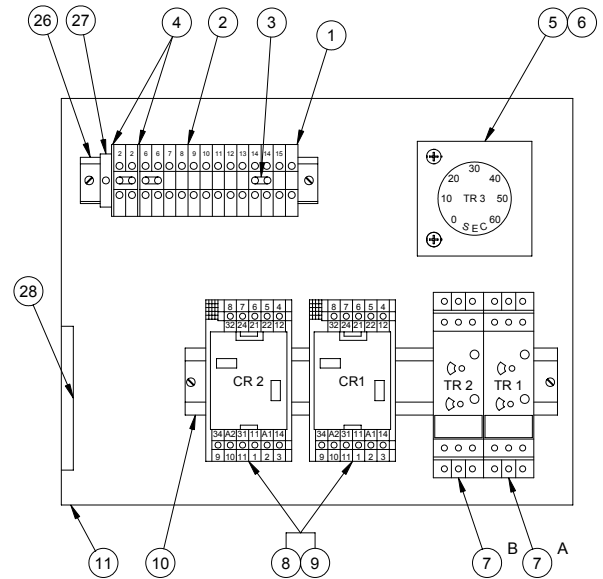 26 27 4 2 3 1 5 6
2 2 6 6 7 8 9 10 11 12 13 14 14 15
30
20 40
10 TR 3 50
0 60
SEC
28
8 7 6 5 4
32 24 21 22 12
CR 2
34 A2 31 11 A1 14
9 10 11 1 2 3
8 7 6 5 4
32 24 21 22 12
CR1
34 A2 31 11 A1 14
9 10 11 1 2 3
TR 2 TR 1
11 10 8 9 7 B 7 A